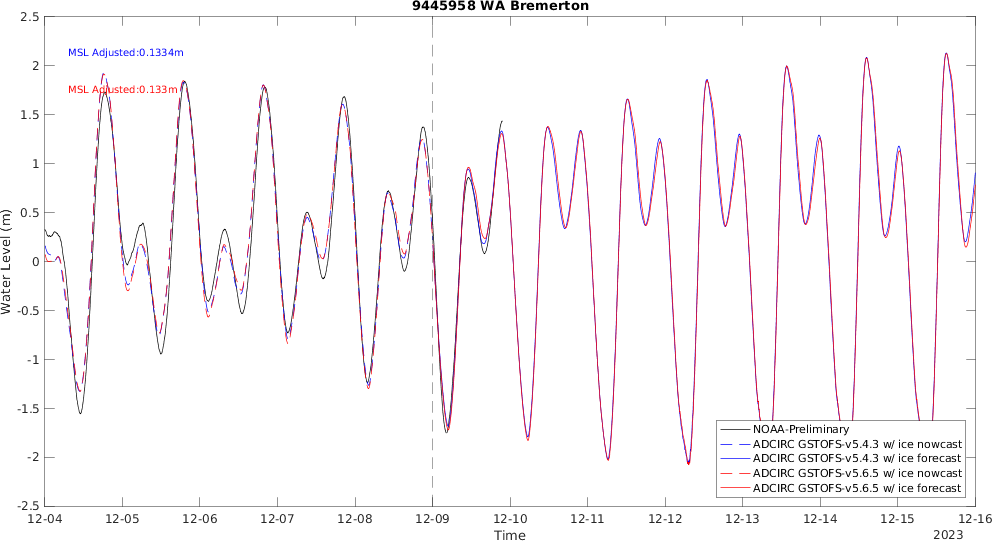 9445958 WA Bremerton
2.5
2
1.5
1
0.5
0
-0.5
-1
-1.5
-2
-2.5
Water Level (m)
MSL Adjusted:0.1334m
MSL Adjusted:0.133m
NOAA-Preliminary
ADCIRC GSTOFS-v5.4.3 w/ ice nowcast
ADCIRC GSTOFS-v5.4.3 w/ ice forecast
ADCIRC GSTOFS-v5.6.5 w/ ice nowcast
ADCIRC GSTOFS-v5.6.5 w/ ice forecast
12-04 12-05 12-06 12-07 12-08 12-09 12-10 12-11 12-12 12-13 12-14 12-15 12-16
Time
2023